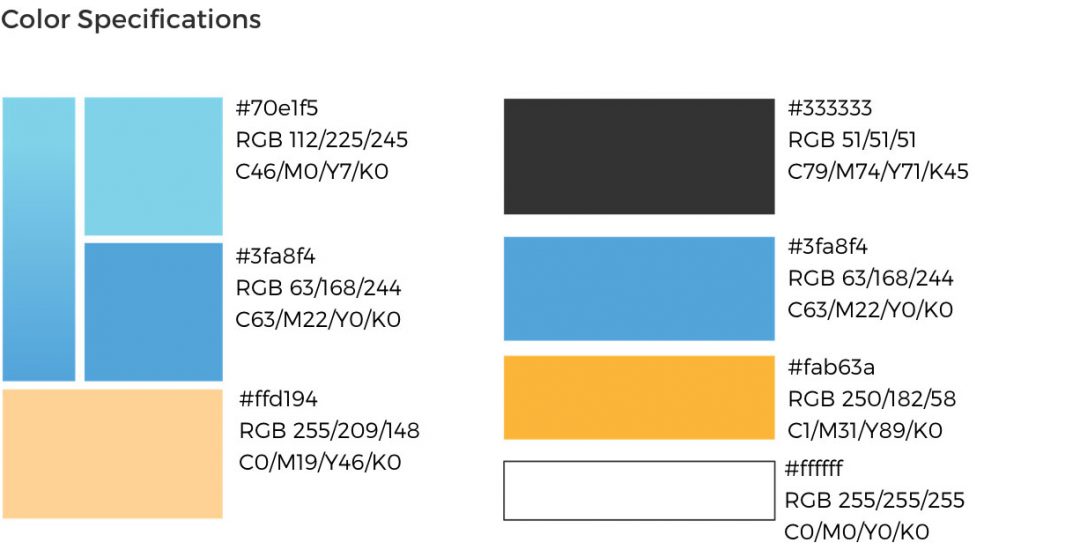 Color Specifications
#70e1f5
RGB 112/225/245
C46/M0/Y7/K0
#3fa8f4
RGB 63/168/244
C63/M22/Y0/K0
#ffd194
RGB 255/209/148
C0/M19/Y46/K0
#333333
RGB 51/51/51
C79/M74/Y71/K45
#3fa8f4
RGB 63/168/244
C63/M22/Y0/K0
#fab63a
RGB 250/182/58
C1/M31/Y89/K0
#ffffff
RGB 255/255/255
C0/M0/Y0/K0